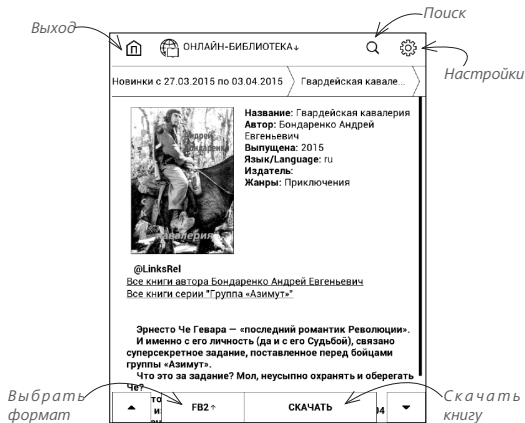 Поиск
Выход
ОНЛАЙН-БИБЛИОТЕКА↓
Настройки
Новинки с 27.03.2015 по 03.04.2015
Гвардейская кавале...
Андрей
Бондаренко
кавалерия
Название: Гвардейская кавалерия
Автор: Бондаренко Андрей
Евгеньевич
Выпущена: 2015
Язык/Language: ru
Издатель:
Жанры: Приключения
@LinksRel
Все книги автора Бондаренко Андрей Евгеньевич
Все книги серии "Группа «Азимут»"
Эрнесто Че Гевара — «последний романтик Революции».
И именно с его личность (да и с его Судьбой), связано
суперсекретное задание, поставленное перед бойцами
группы «Азимут».
Что это за задание? Мол, неусыпно охранять и оберегать
Че?
Выбрать
формат
FB2↑
СКАЧАТЬ
Скачать
книгу